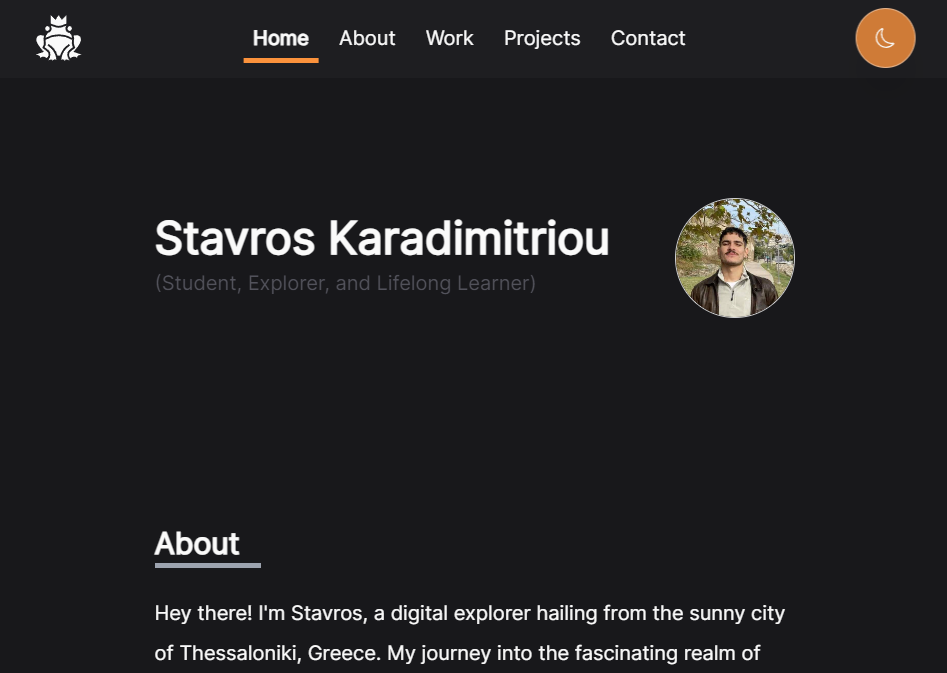 Home About Work Projects Contact
Stavros Karadimitriou
(Student, Explorer, and Lifelong Learner)
About
Hey there! I'm Stavros, a digital explorer hailing from the sunny city
of Thessaloniki, Greece. My journey into the fascinating realm of